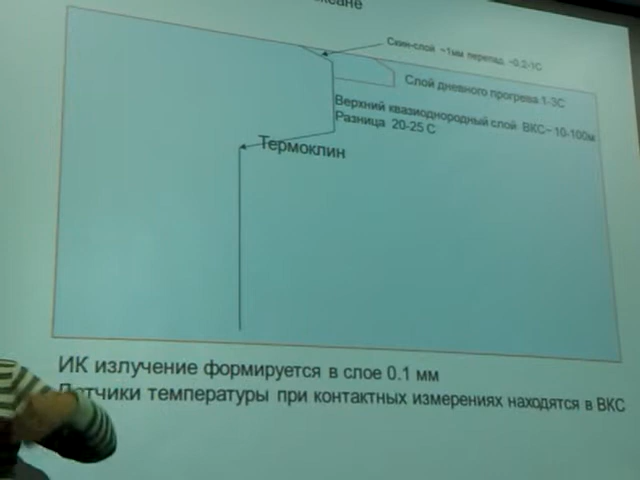 Скин-слой ~1мм перепад. ~0.2-1С
Слой дневного прогрева 1-3С
Верхний квазиоднородный слой ВКС~ 10-100м
Разница 20-25 С
Термоклин
ИК излучение формируется в слое 0.1 мм
Датчики температуры при контактных измерениях находятся в ВКС